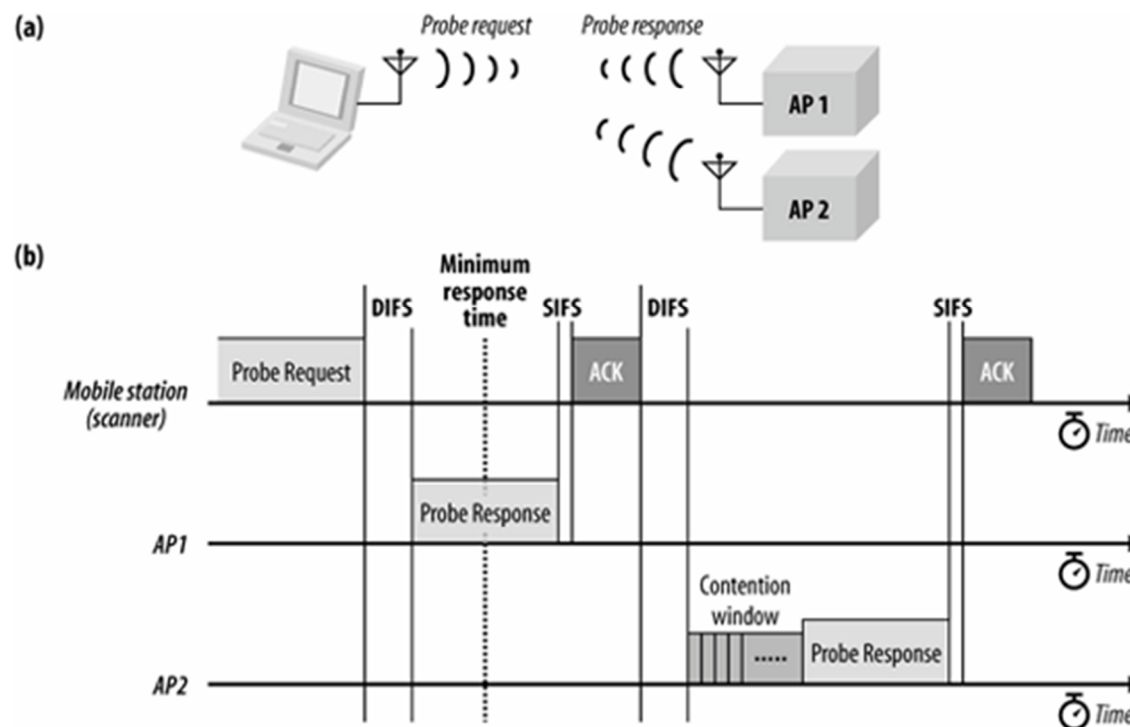 (a)
Probe request
Probe response
AP 1
AP 2
(b)
Minimum
response
time
DIFS
SIFS
DIFS
SIFS
Probe Request
ACK
ACK
Mobile station
(scanner)
Time
Probe Response
AP1
Time
Contention
window
.....
Probe Response
AP2
Time